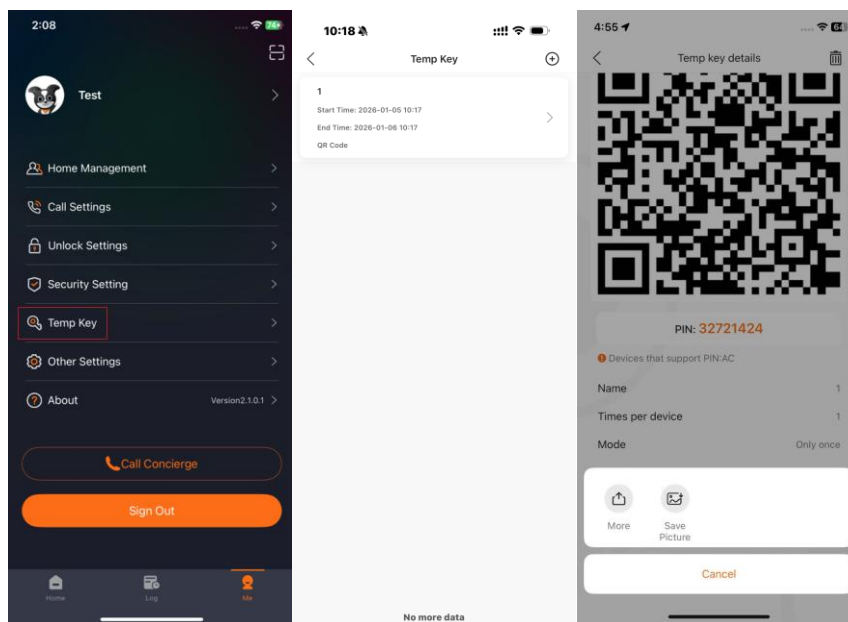 2:08
74+
Test
Home Management
Call Settings
Unlock Settings
Security Setting
Temp Key
Other Settings
About
Version2.1.0.1
Call Concierge
Sign Out
Home
Log
Me
10:18
Temp Key
1
Start Time: 2026-01-05 10:17
End Time: 2026-01-06 10:17
QR Code
No more data
4:55
Temp key details
PIN: 32721424
Devices that support PIN:AC
Name 1
Times per device 1
Mode Only once
More
Save
Picture
Cancel